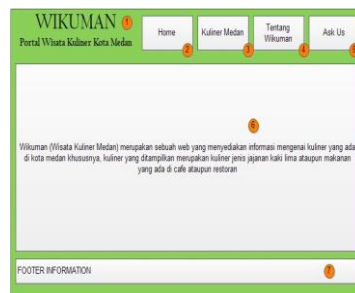 WIKUMAN 1
Portal Wisata Kuliner Kota Medan
Home
2
Kuliner Medan
3
Tentang
Wikuman
4
Ask Us
5
6
Wikuman (Wisata Kuliner Medan) merupakan sebuah web yang menyediakan informasi mengenai kuliner yang ada
di kota medan khususnya, kuliner yang ditampilkan merupakan kuliner jenis jajanan kaki lima ataupun makanan
yang ada di cafe ataupun restoran
FOOTER INFORMATION 7